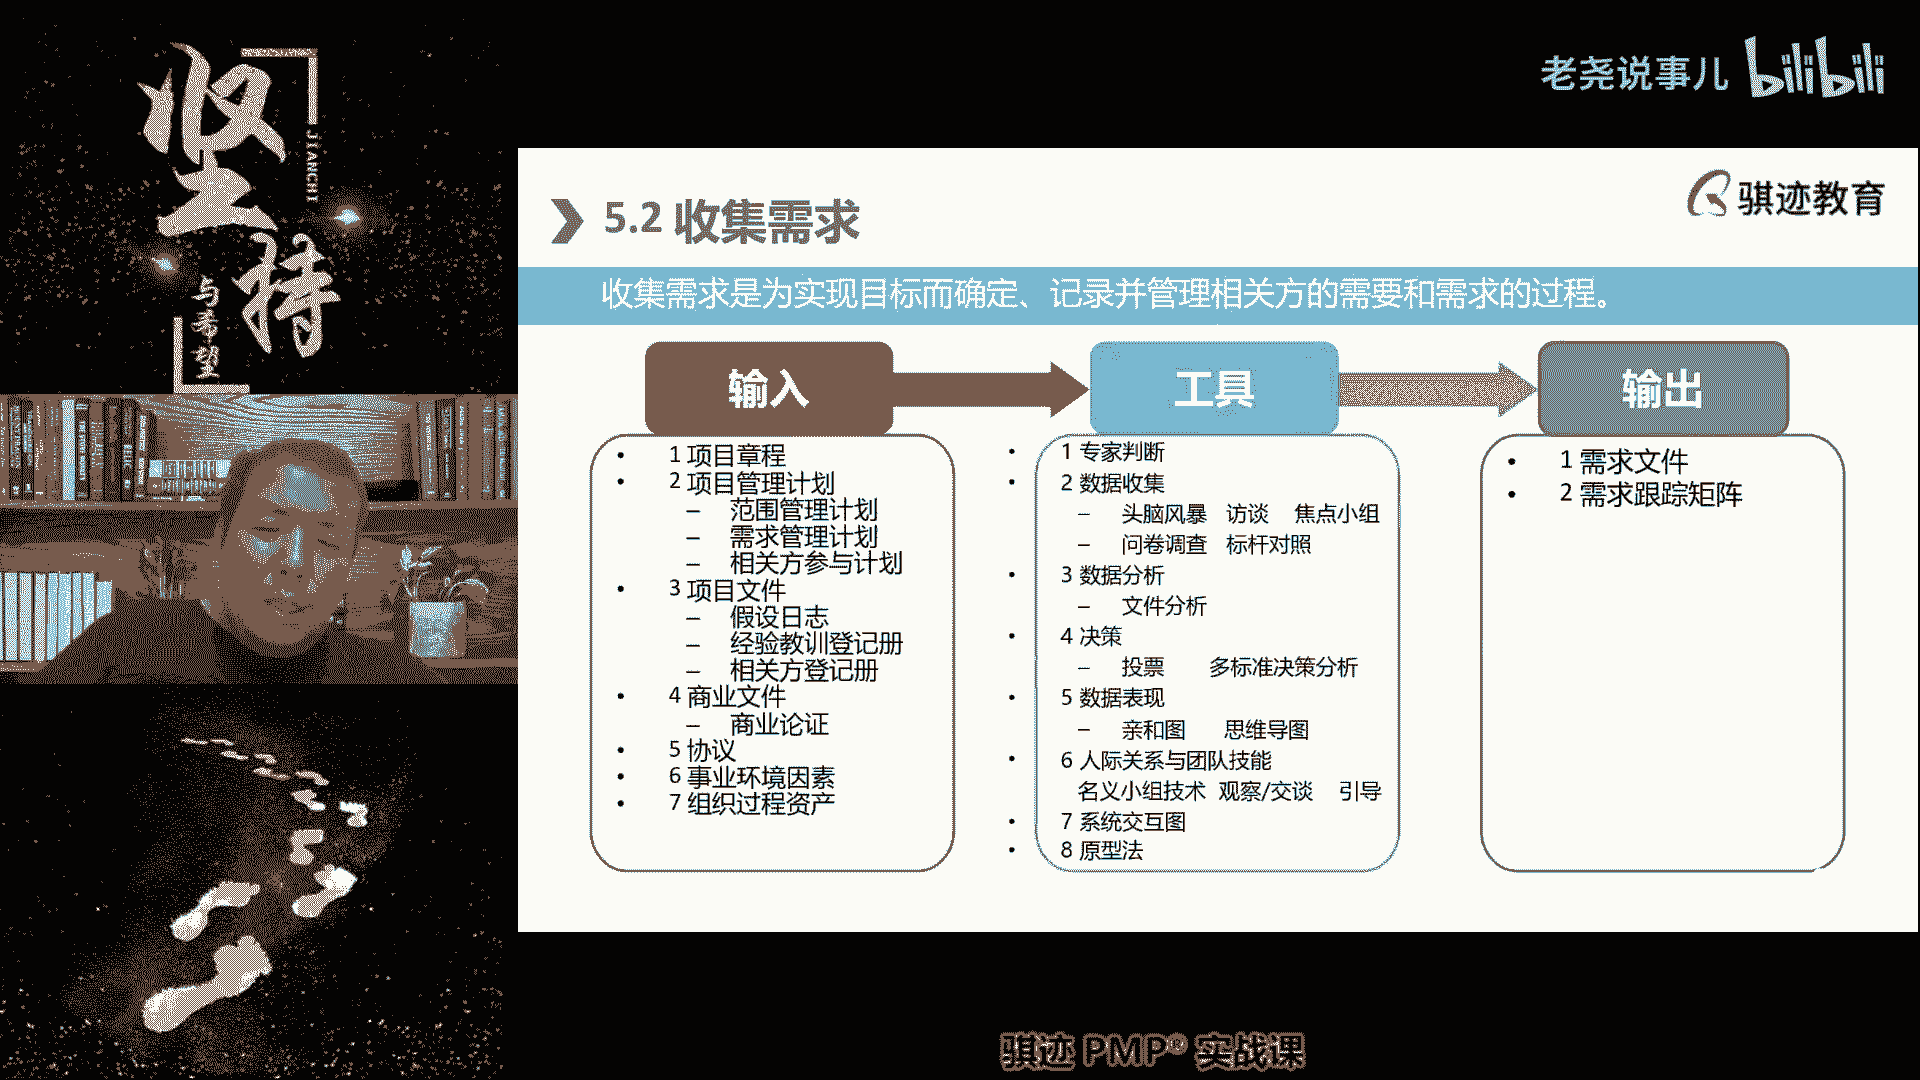 坚持
JIANCHI
与希望
老尧说事儿 bilibili
骐迹教育
5.2 收集需求
收集需求是为实现目标而确定、记录并管理相关方的需要和需求的过程。
输入
• 1 项目章程
• 2 项目管理计划
– 范围管理计划
– 需求管理计划
– 相关方参与计划
• 3 项目文件
– 假设日志
– 经验教训登记册
– 相关方登记册
• 4 商业文件
– 商业论证
• 5 协议
• 6 事业环境因素
• 7 组织过程资产
工具
• 1 专家判断
• 2 数据收集
– 头脑风暴 访谈 焦点小组
– 问卷调查 标杆对照
• 3 数据分析
– 文件分析
• 4 决策
– 投票 多标准决策分析
• 5 数据表现
– 亲和图 思维导图
• 6 人际关系与团队技能
名义小组技术 观察/交谈 引导
• 7 系统交互图
• 8 原型法
输出
• 1 需求文件
• 2 需求跟踪矩阵
骐迹 PMP® 实战课